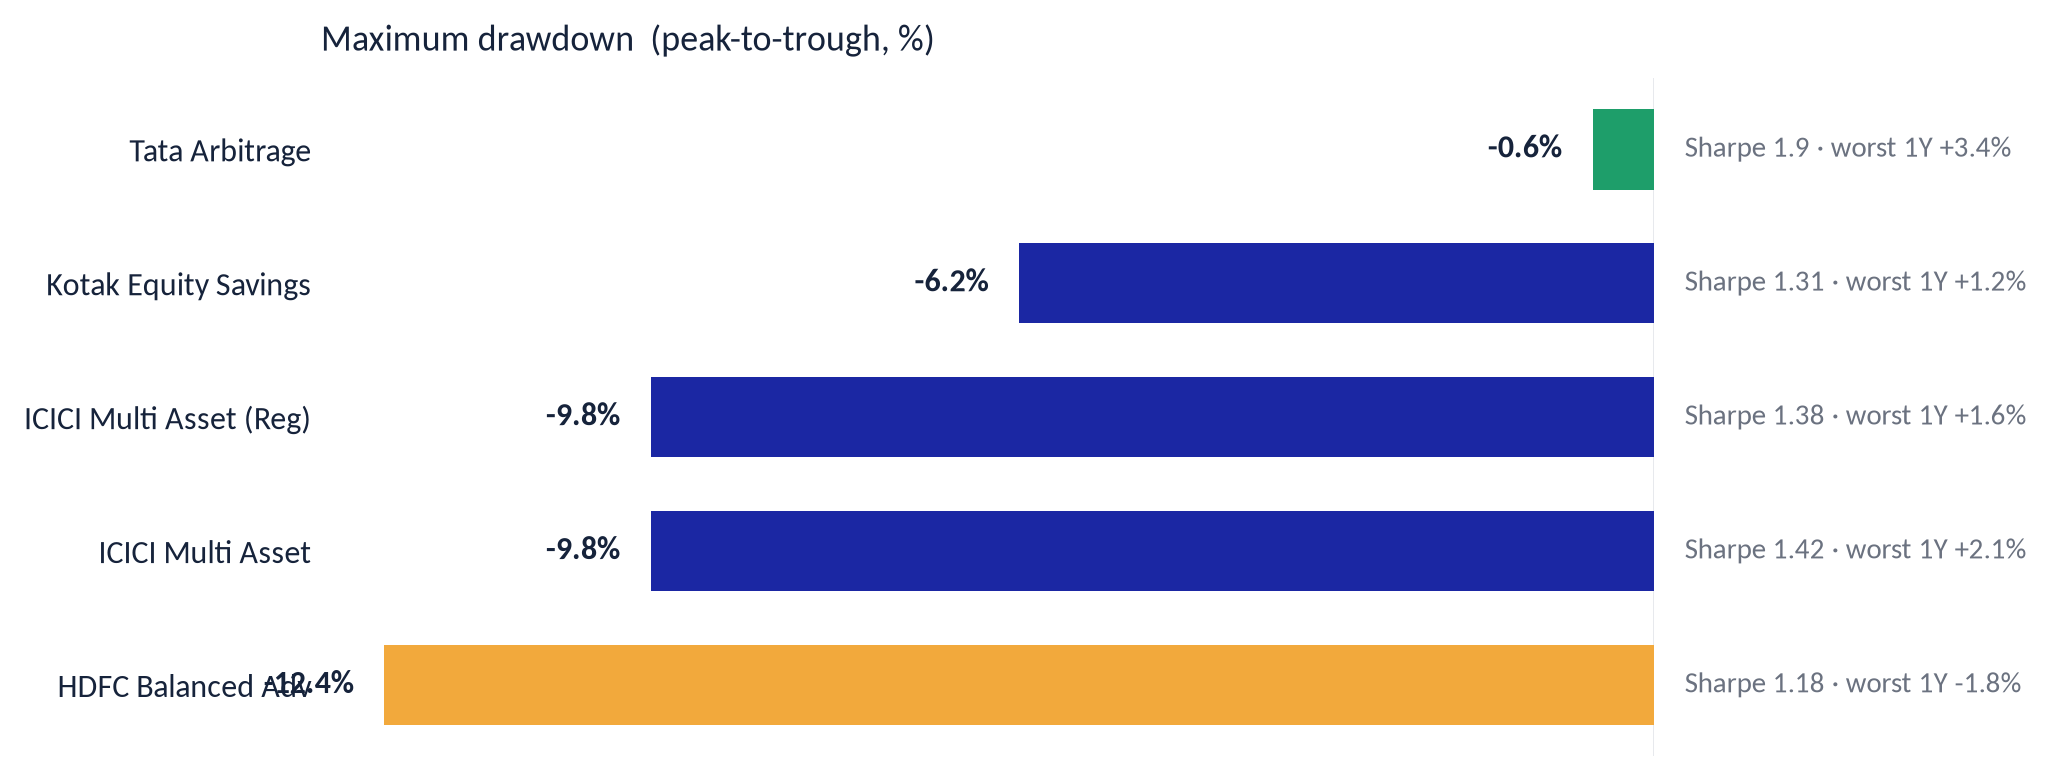 Maximum drawdown (peak-to-trough, %)
Tata Arbitrage -0.6% Sharpe 1.9 · worst 1Y +3.4%
Kotak Equity Savings -6.2% Sharpe 1.31 · worst 1Y +1.2%
ICICI Multi Asset (Reg) -9.8% Sharpe 1.38 · worst 1Y +1.6%
ICICI Multi Asset -9.8% Sharpe 1.42 · worst 1Y +2.1%
HDFC Balanced Adv -12.4% Sharpe 1.18 · worst 1Y -1.8%